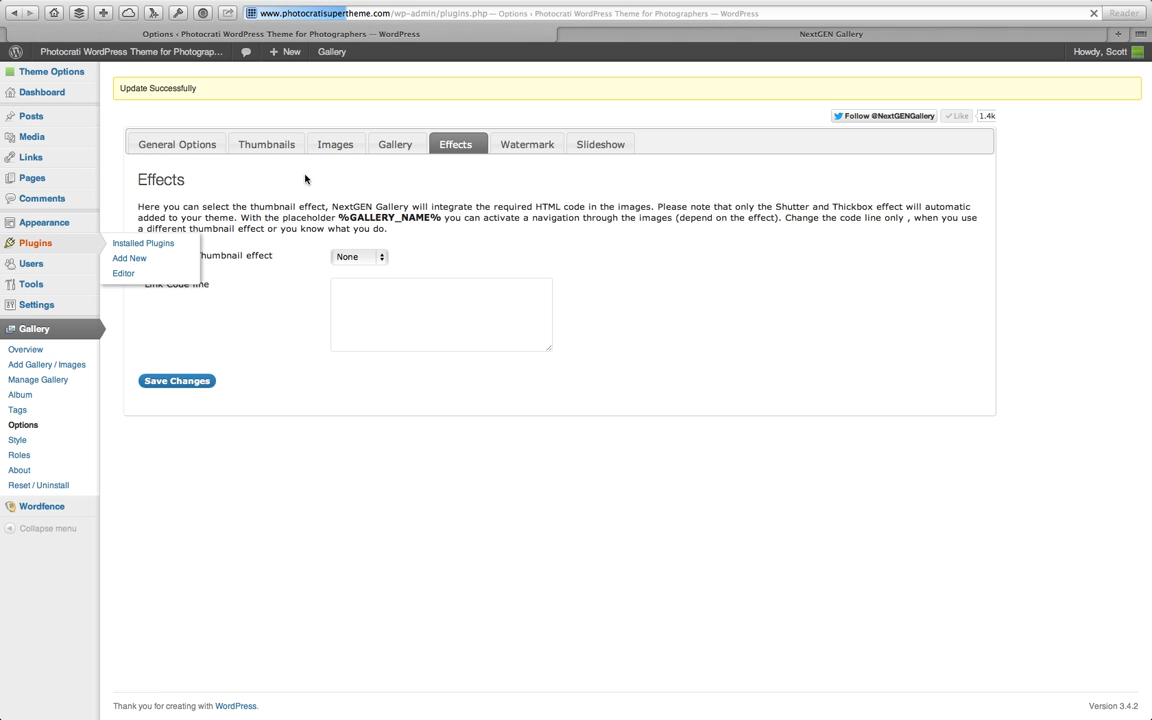 www.photocratisupertheme.com/wp-admin/plugins.php — Options ‹ Photocrati WordPress Theme for Photographers — WordPress
Reader
Options ‹ Photocrati WordPress Theme for Photographers — WordPress
NextGEN Gallery
Photocrati WordPress Theme for Photograp...
+ New
Gallery
Howdy, Scott
Theme Options
Dashboard
Posts
Media
Links
Pages
Comments
Appearance
Plugins
Installed Plugins
Add New
Editor
Users
Tools
Settings
Gallery
Overview
Add Gallery / Images
Manage Gallery
Album
Tags
Options
Style
Roles
About
Reset / Uninstall
Wordfence
Collapse menu
Update Successfully
Follow @NextGENGallery
Like
1.4k
General Options
Thumbnails
Images
Gallery
Effects
Watermark
Slideshow
Effects
Here you can select the thumbnail effect, NextGEN Gallery will integrate the required HTML code in the images. Please note that only the Shutter and Thickbox effect will automatic
added to your theme. With the placeholder %GALLERY_NAME% you can activate a navigation through the images (depend on the effect). Change the code line only , when you use
a different thumbnail effect or you know what you do.
humbnail effect
None
Link Code line
Save Changes
Thank you for creating with WordPress.
Version 3.4.2